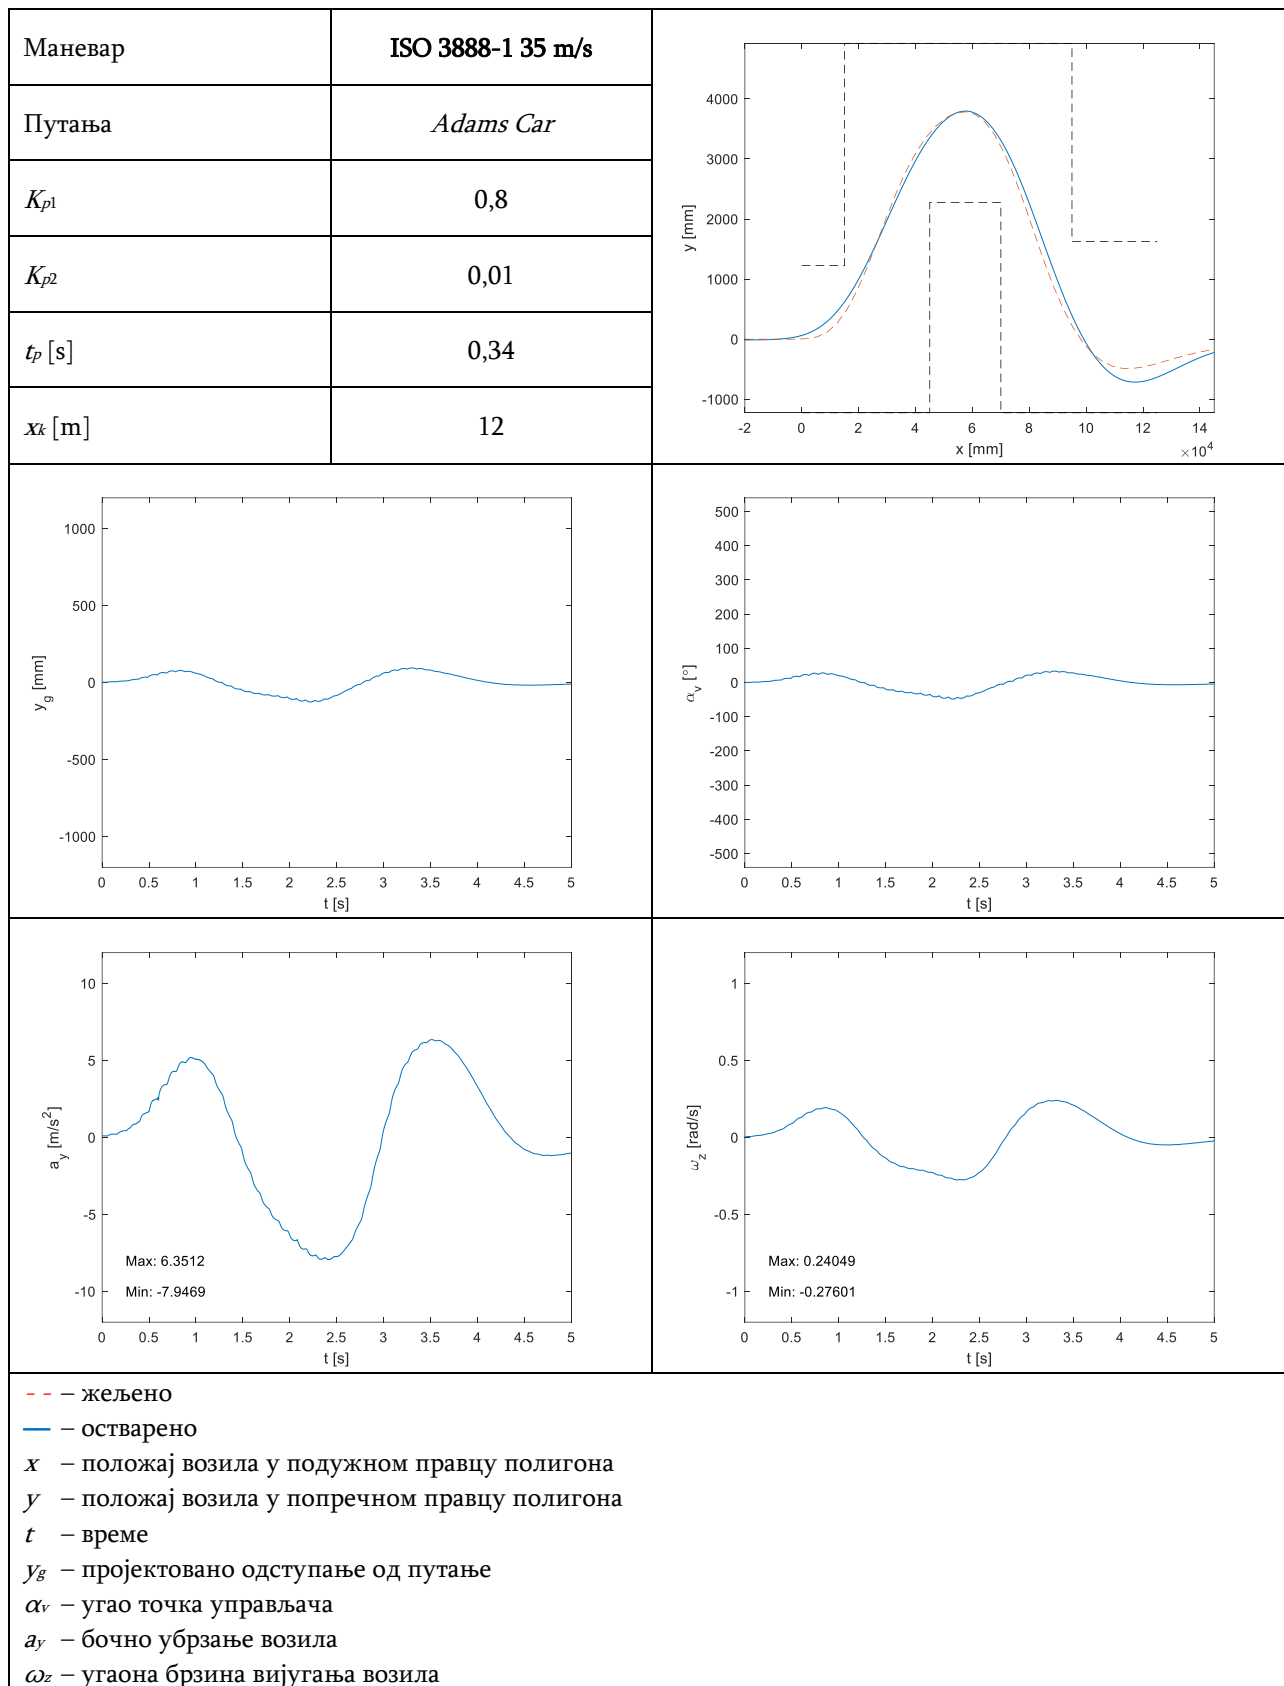 Маневар
ISO 3888-1 35 m/s
Путања
Adams Car
Kp1
0,8
Kp2
0,01
tp [s]
0,34
xk [m]
12
4000
3000
2000
1000
0
-1000
y [mm]
-2 0 2 4 6 8 10 12 14
x [mm]
×10⁴
1000
500
0
-500
-1000
y_g [mm]
0 0.5 1 1.5 2 2.5 3 3.5 4 4.5 5
t [s]
500
400
300
200
100
0
-100
-200
-300
-400
-500
α_v [°]
0 0.5 1 1.5 2 2.5 3 3.5 4 4.5 5
t [s]
10
5
0
-5
-10
a_y [m/s²]
Max: 6.3512
Min: -7.9469
0 0.5 1 1.5 2 2.5 3 3.5 4 4.5 5
t [s]
1
0.5
0
-0.5
-1
ω_z [rad/s]
Max: 0.24049
Min: -0.27601
0 0.5 1 1.5 2 2.5 3 3.5 4 4.5 5
t [s]
– жељено
– остварено
x – положај возила у подужном правцу полигона
y – положај возила у попречном правцу полигона
t – време
yg – пројектовано одступање од путање
αv – угао точка управљача
ay – бочно убрзање возила
ωz – угаона брзина вијугања возила